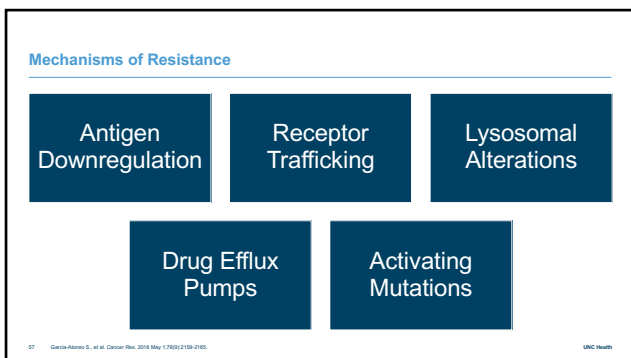 Mechanisms of Resistance
Antigen
Downregulation
Receptor
Trafficking
Lysosomal
Alterations
Drug Efflux
Pumps
Activating
Mutations
57 Garcia-Alonso S., et al. Cancer Res. 2018 May 1;78(9):2159-2165.
UNC Health